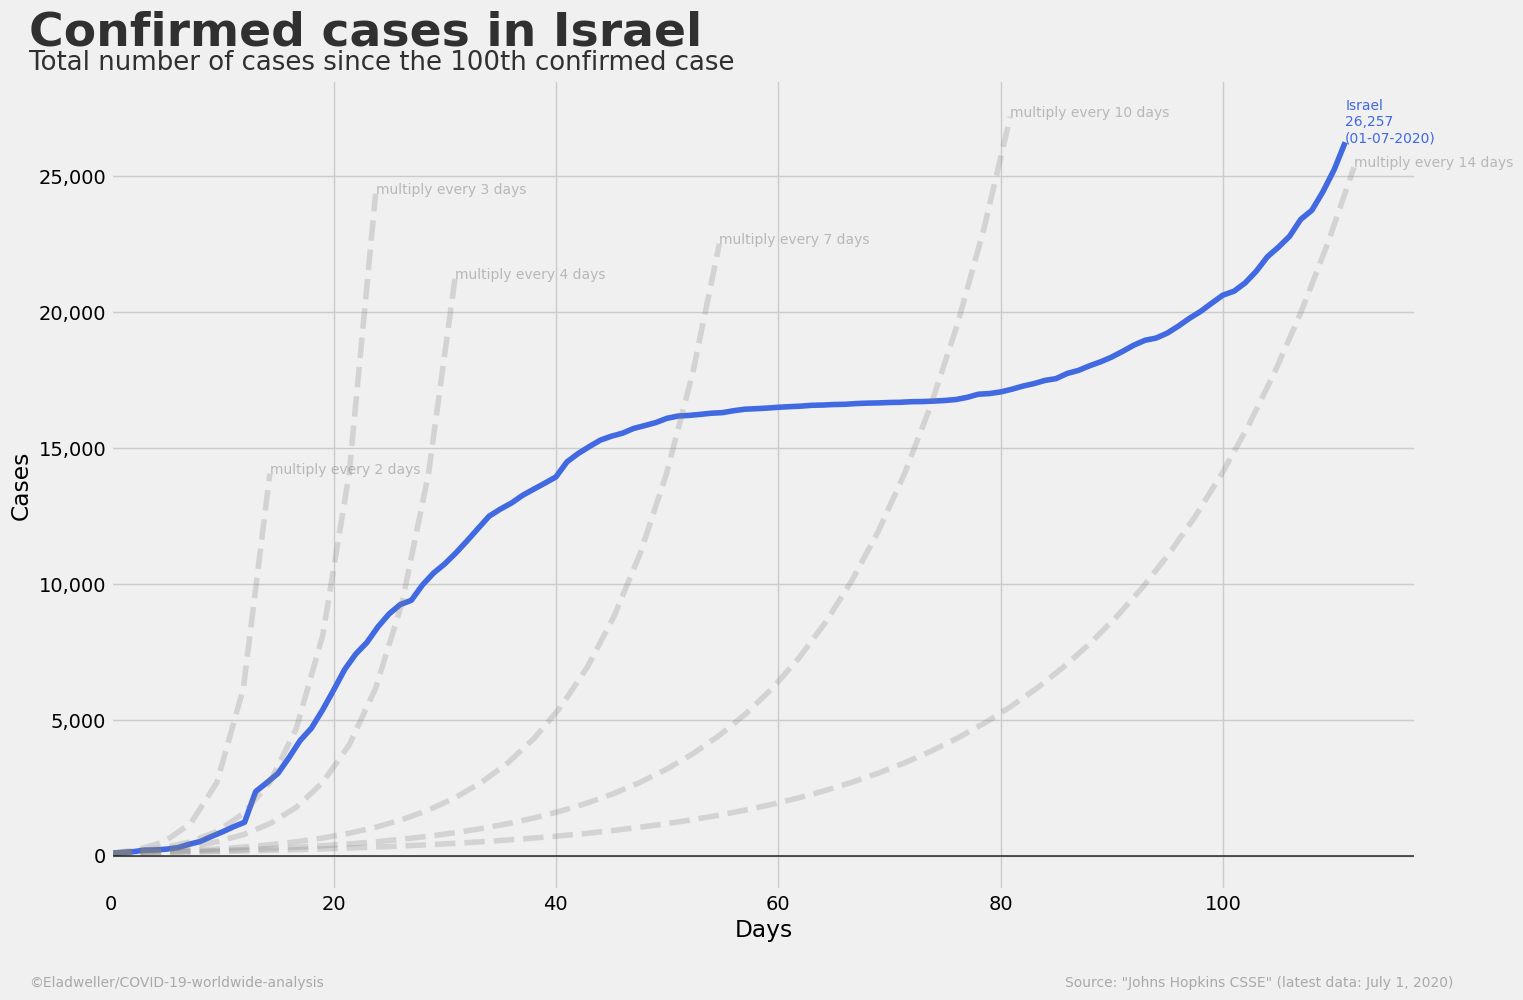 Confirmed cases in Israel
Total number of cases since the 100th confirmed case
Israel
26,257
(01-07-2020)
multiply every 10 days
multiply every 14 days
25,000
multiply every 3 days
multiply every 7 days
multiply every 4 days
20,000
multiply every 2 days
15,000
Cases
10,000
5,000
0
0 20 40 60 80 100
Days
©Eladweller/COVID-19-worldwide-analysis
Source: "Johns Hopkins CSSE" (latest data: July 1, 2020)